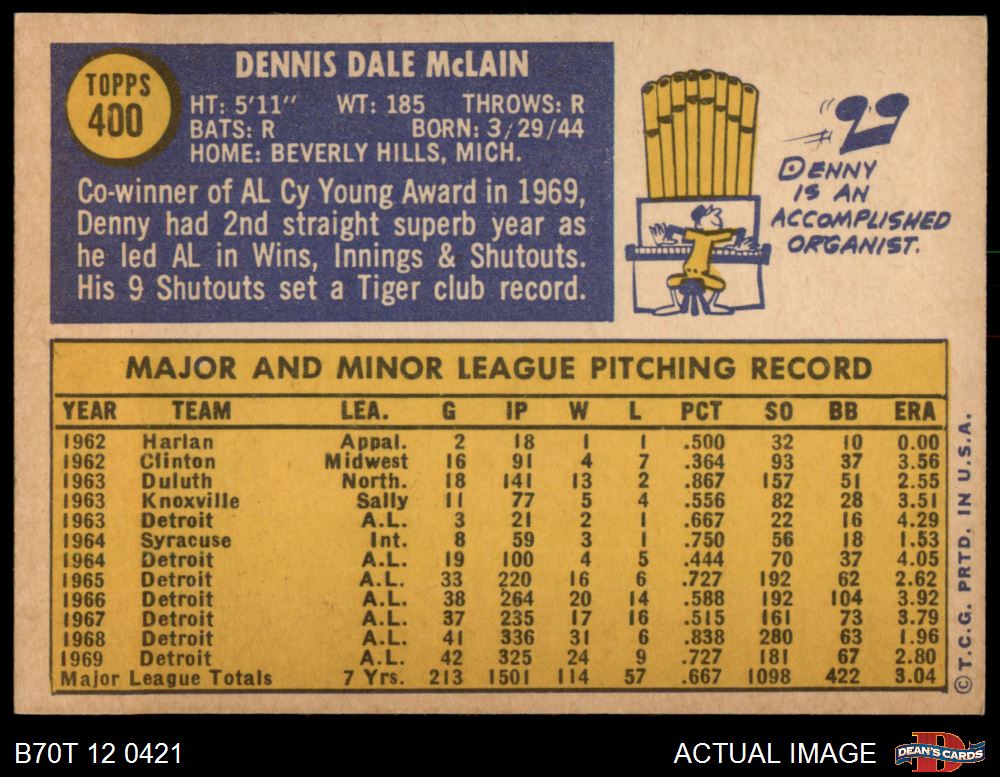 TOPPS
400
DENNIS DALE McLAIN
HT: 5'11" WT: 185 THROWS: R
BATS: R BORN: 3/29/44
HOME: BEVERLY HILLS, MICH.
Co-winner of AL Cy Young Award in 1969,
Denny had 2nd straight superb year as
he led AL in Wins, Innings & Shutouts.
His 9 Shutouts set a Tiger club record.
DENNY
IS AN
ACCOMPLISHED
ORGANIST.
MAJOR AND MINOR LEAGUE PITCHING RECORD
YEAR TEAM LEA. G IP W L PCT SO BB ERA
1962 Harlan Appal. 2 18 1 1 .500 32 10 0.00
1962 Clinton Midwest 16 91 4 7 .364 93 37 3.56
1963 Duluth North. 18 141 13 2 .867 157 51 2.55
1963 Knoxville Sally 11 77 5 4 .556 82 28 3.51
1963 Detroit A.L. 3 21 2 1 .667 22 16 4.29
1964 Syracuse Int. 8 59 3 1 .750 56 18 1.53
1964 Detroit A.L. 19 100 4 5 .444 70 37 4.05
1965 Detroit A.L. 33 220 16 6 .727 192 62 2.62
1966 Detroit A.L. 38 264 20 14 .588 192 104 3.92
1967 Detroit A.L. 37 235 17 16 .515 161 73 3.79
1968 Detroit A.L. 41 336 31 6 .838 280 63 1.96
1969 Detroit A.L. 42 325 24 9 .727 181 67 2.80
Major League Totals 7 Yrs. 213 1501 114 57 .667 1098 422 3.04
©T.C.G. PRTD. IN U.S.A.
B70T 12 0421
ACTUAL IMAGE
DEAN'S CARDS